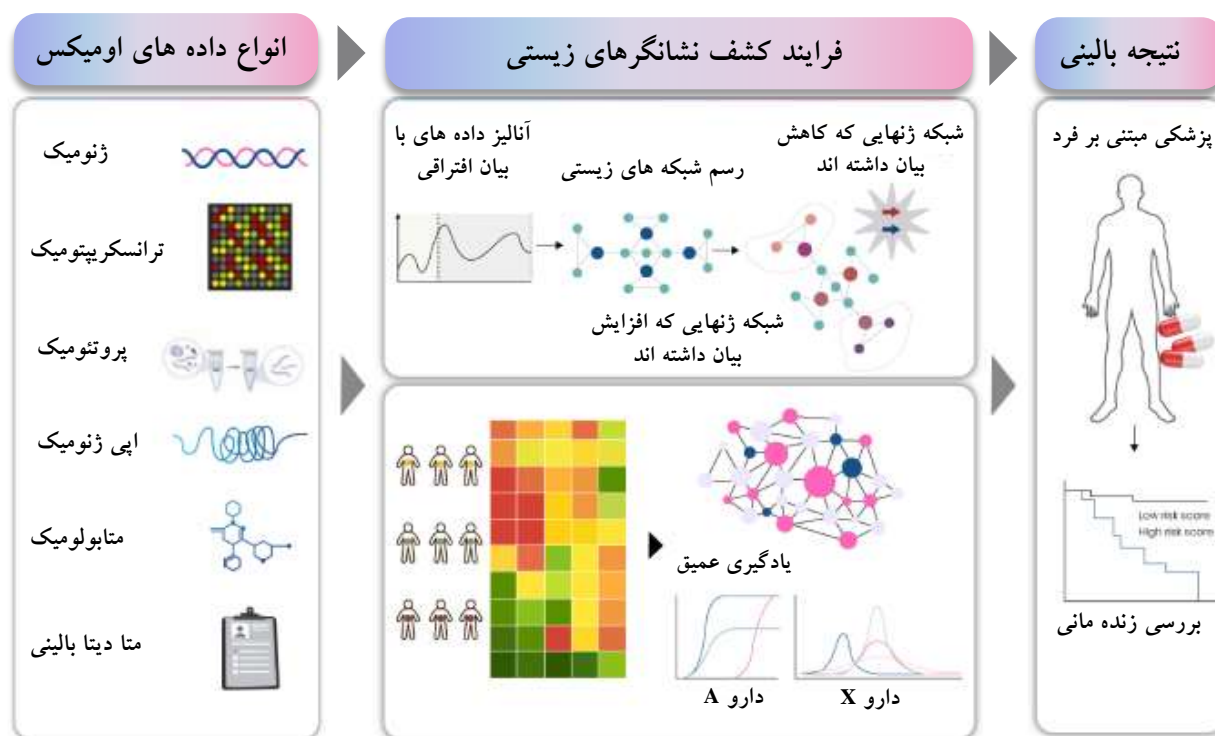 انواع داده های اومیکس
ژنومیک
ترانسکریپتومیک
پروتئومیک
اپی ژنومیک
متابولومیک
متا دیتا بالینی
فرایند کشف نشانگرهای زیستی
آنالیز داده های با
بیان افتراقی
رسم شبکه های زیستی
شبکه ژنهایی که کاهش
بیان داشته اند
شبکه ژنهایی که افزایش
بیان داشته اند
یادگیری عمیق
دارو A
دارو X
نتیجه بالینی
پزشکی مبتنی بر فرد
Low risk score
High risk score
بررسی زنده مانی